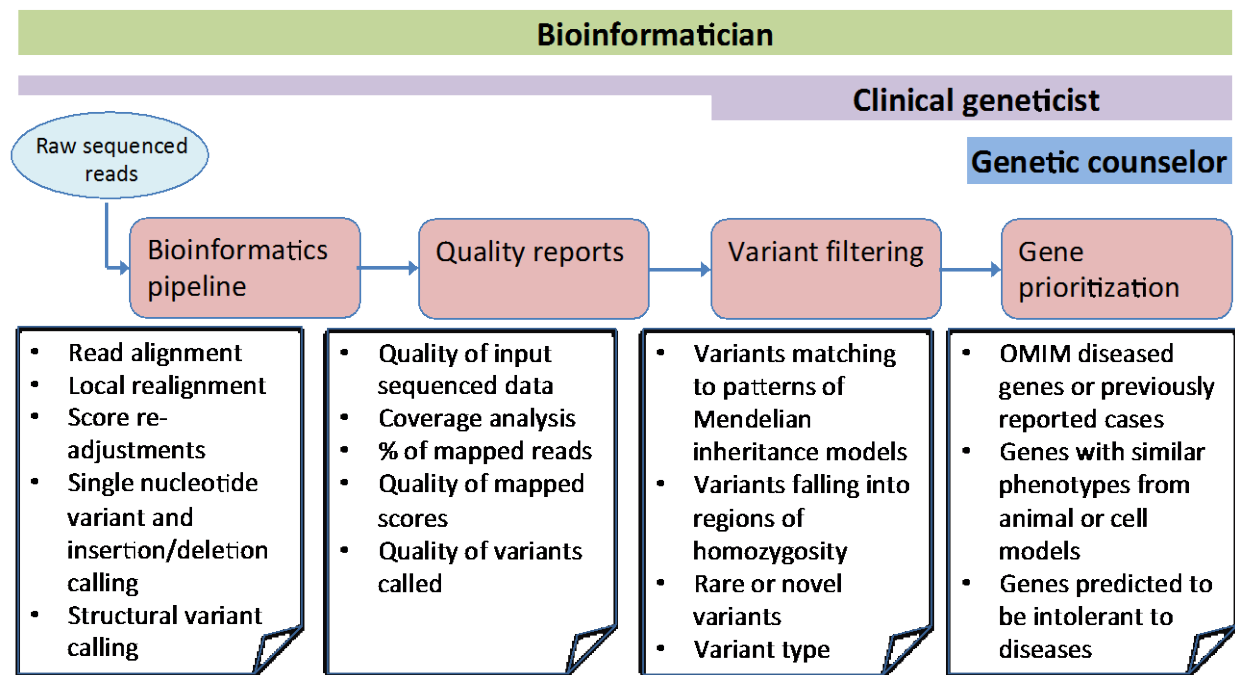 Bioinformatician
Clinical geneticist
Genetic counselor
Raw sequenced
reads
Bioinformatics
pipeline
Quality reports
Variant filtering
Gene
prioritization
• Read alignment
• Local realignment
• Score re-
adjustments
• Single nucleotide
variant and
insertion/deletion
calling
• Structural variant
calling
• Quality of input
sequenced data
• Coverage analysis
• % of mapped reads
• Quality of mapped
scores
• Quality of variants
called
• Variants matching
to patterns of
Mendelian
inheritance models
• Variants falling into
regions of
homozygosity
• Rare or novel
variants
• Variant type
• OMIM diseased
genes or previously
reported cases
• Genes with similar
phenotypes from
animal or cell
models
• Genes predicted to
be intolerant to
diseases